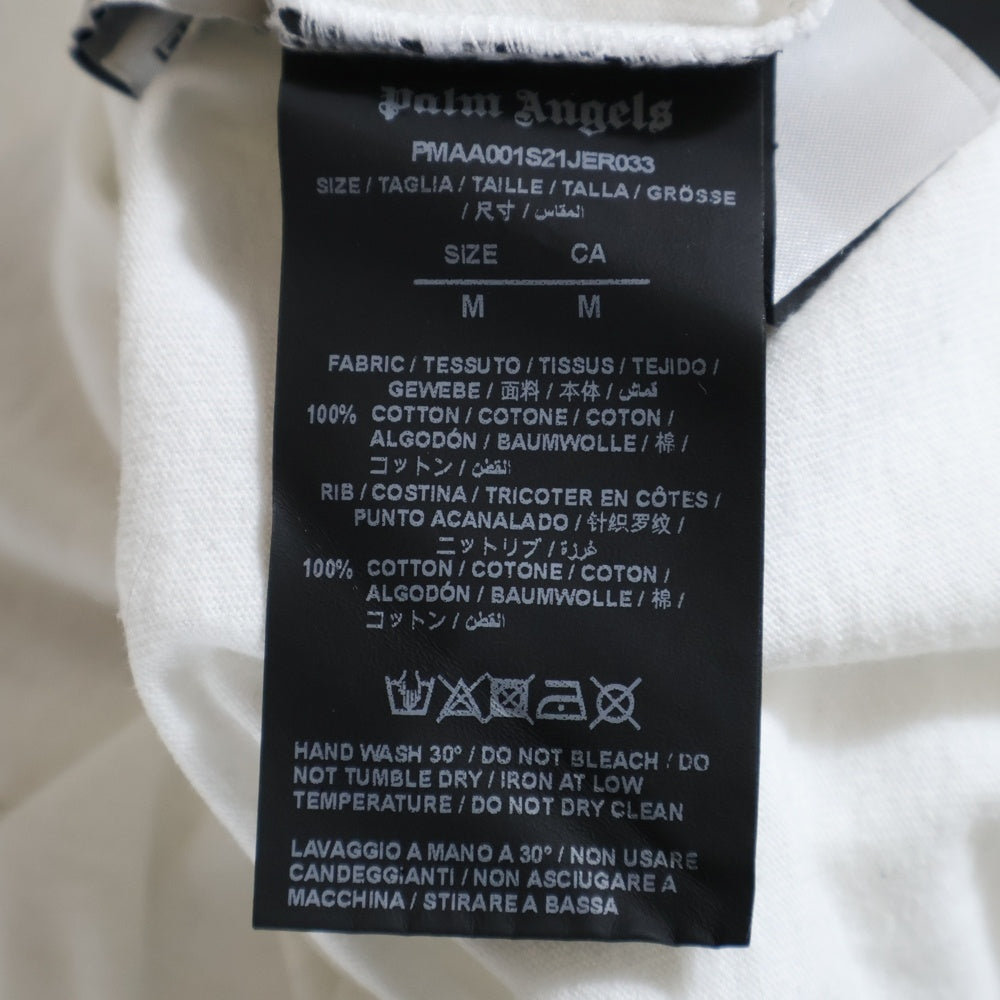 Palm Angels
PMAA001S21JER033
SIZE / TAGLIA / TAILLE / TALLA / GRÖSSE
/ 尺寸 / المقاس
SIZE CA
M M
FABRIC / TESSUTO / TISSUS / TEJIDO /
GEWEBE / 面料 / 本体 / قماش
100% COTTON / COTONE / COTON /
ALGODÓN / BAUMWOLLE / 棉 /
コットン / القطن
RIB / COSTINA / TRICOTER EN CÔTES /
PUNTO ACANALADO / 针织罗纹 /
ニットリブ / غرزة
100% COTTON / COTONE / COTON /
ALGODÓN / BAUMWOLLE / 棉 /
コットン / القطن
HAND WASH 30° / DO NOT BLEACH / DO
NOT TUMBLE DRY / IRON AT LOW
TEMPERATURE / DO NOT DRY CLEAN
LAVAGGIO A MANO A 30° / NON USARE
CANDEGGiANTI / NON ASCIUGARE A
MACCHINA / STIRARE A BASSA